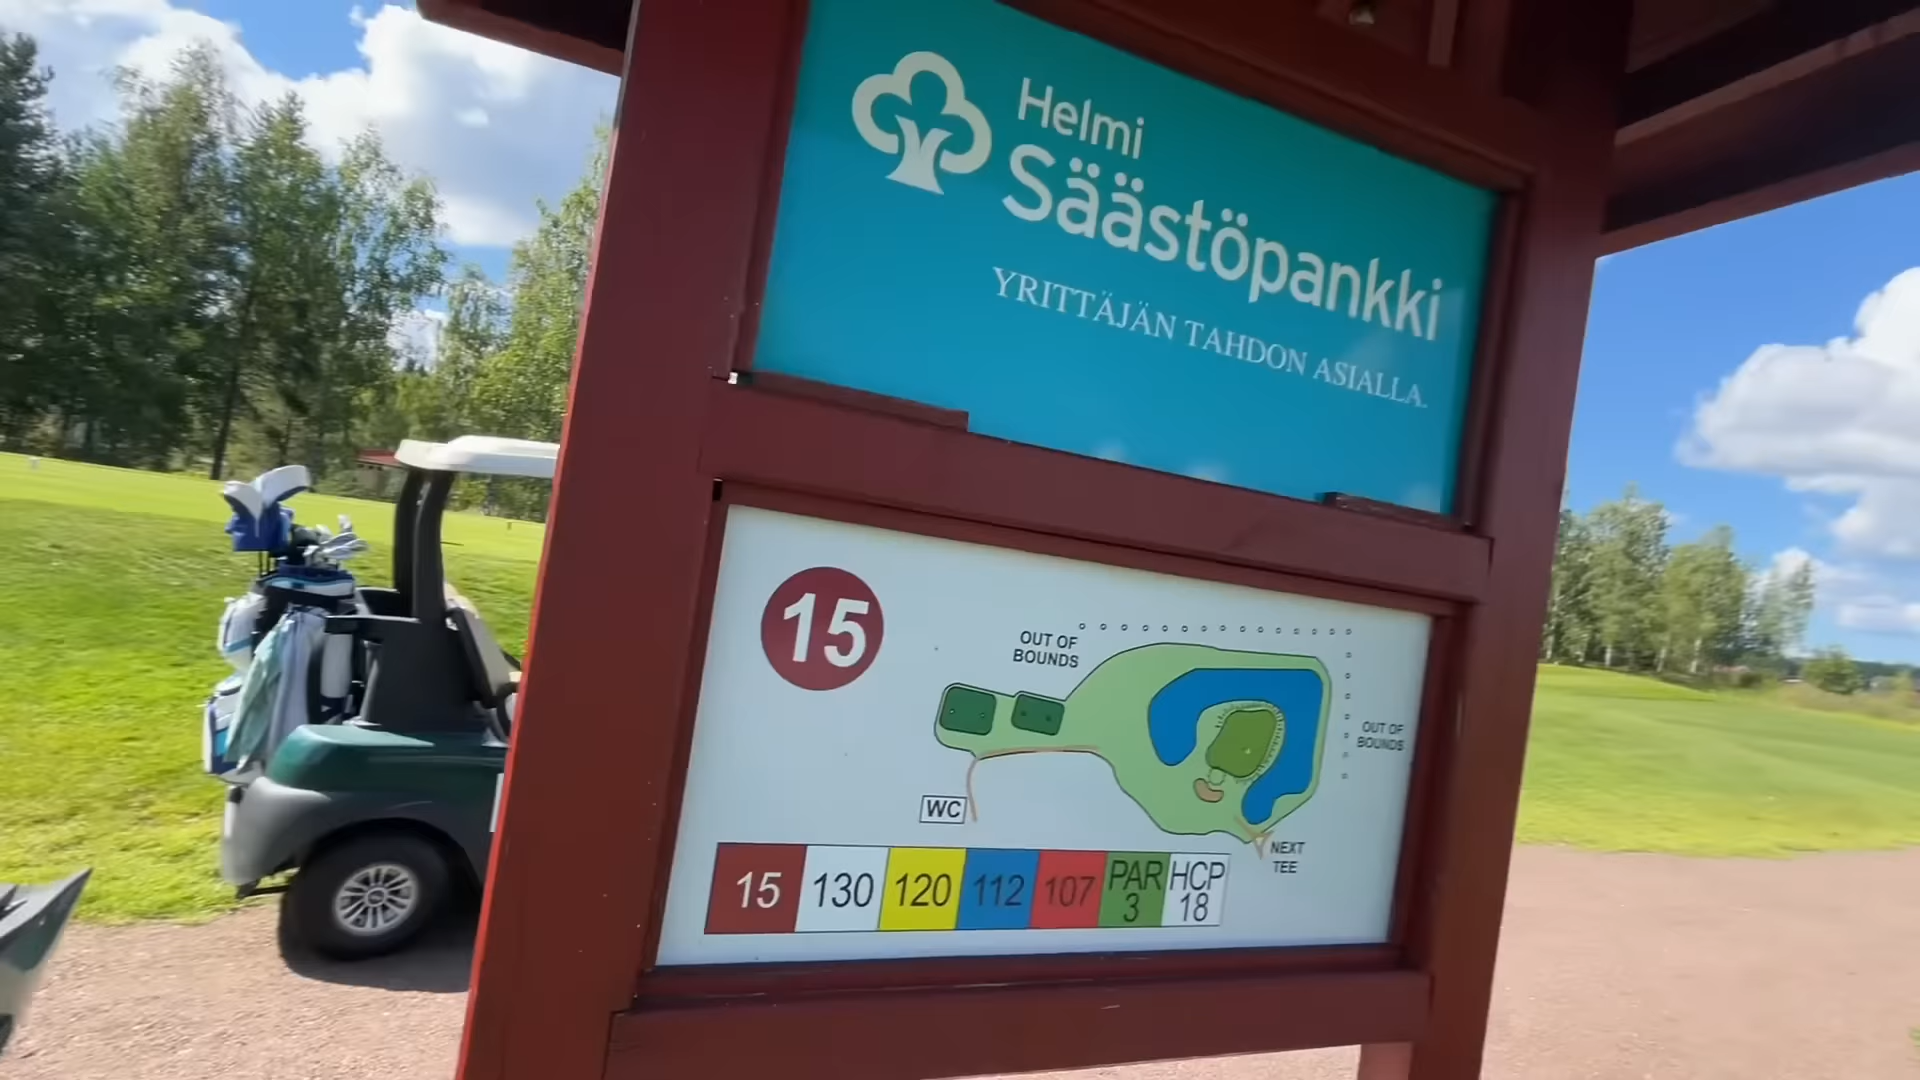 Helmi
Säästöpankki
YRITTÄJÄN TAHDON ASIALLA.
15
OUT OF
BOUNDS
OUT OF
BOUNDS
WC
NEXT
TEE
15 130 120 112 107 PAR 3 HCP 18